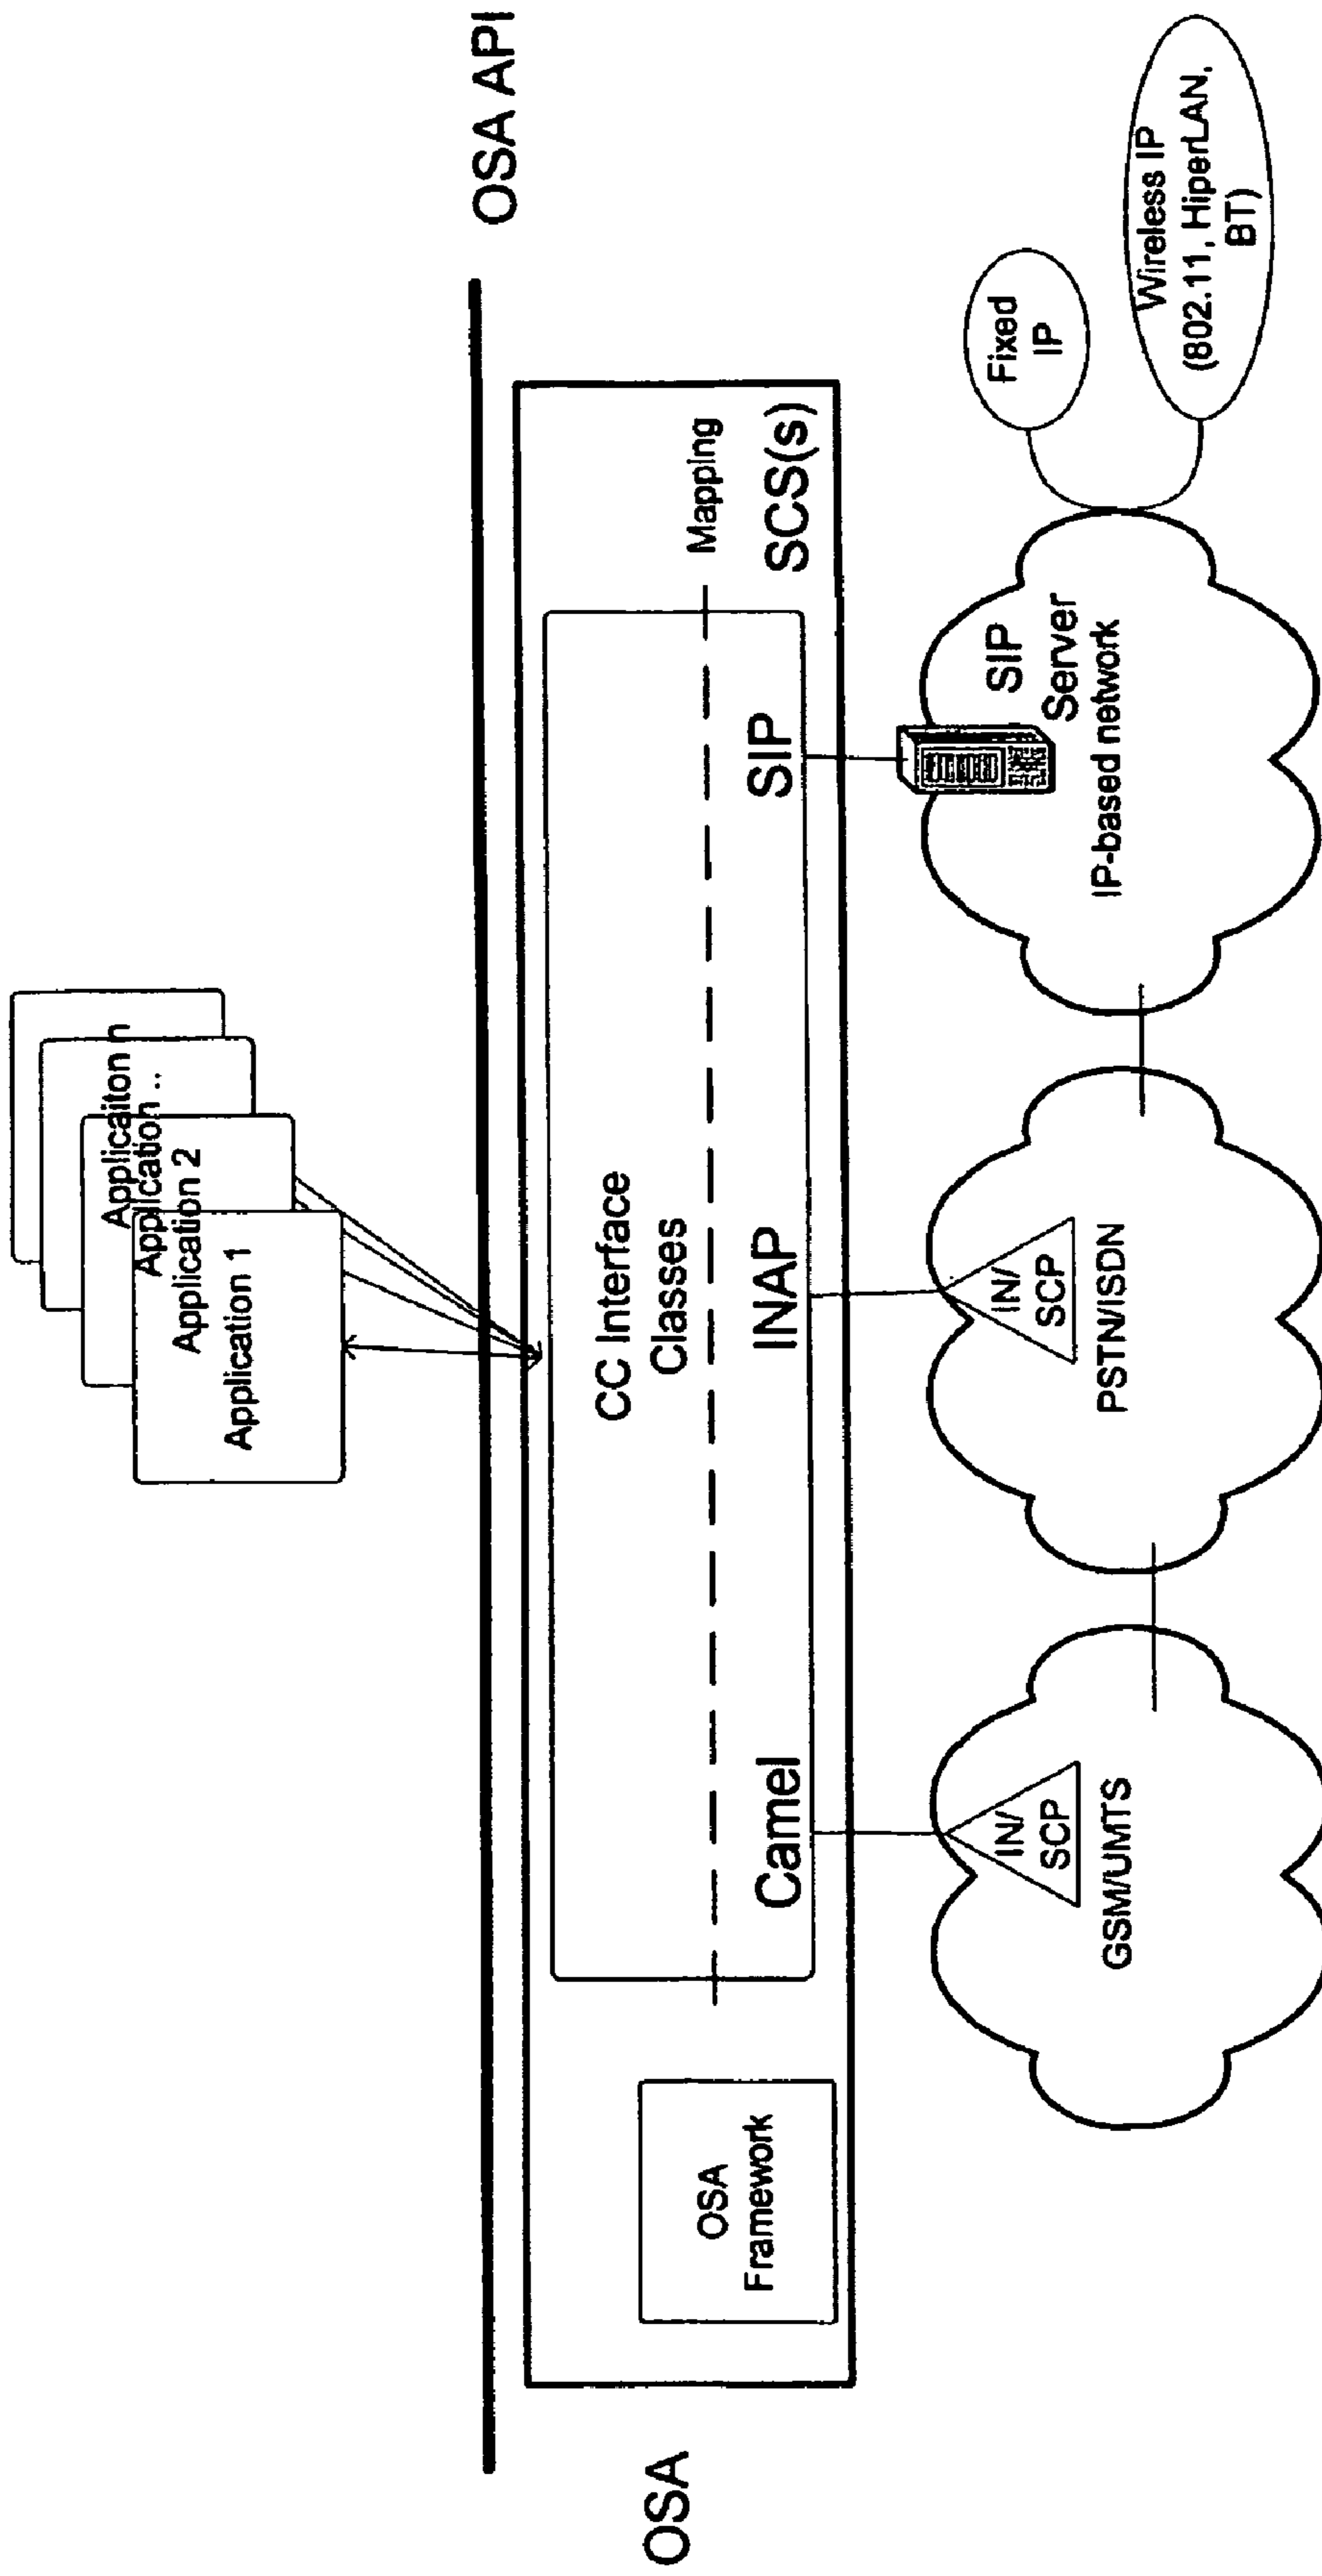 Applicaiton n
Application ..
Application 2
Application 1
OSA API
OSA
CC Interface
Classes
Mapping
Camel
INAP
SIP
SCS(s)
OSA
Framework
IN/
SCP
GSM/UMTS
IN/
SCP
PSTN/ISDN
SIP
Server
IP-based network
Fixed
IP
Wireless IP
(802.11, HiperLAN,
BT)